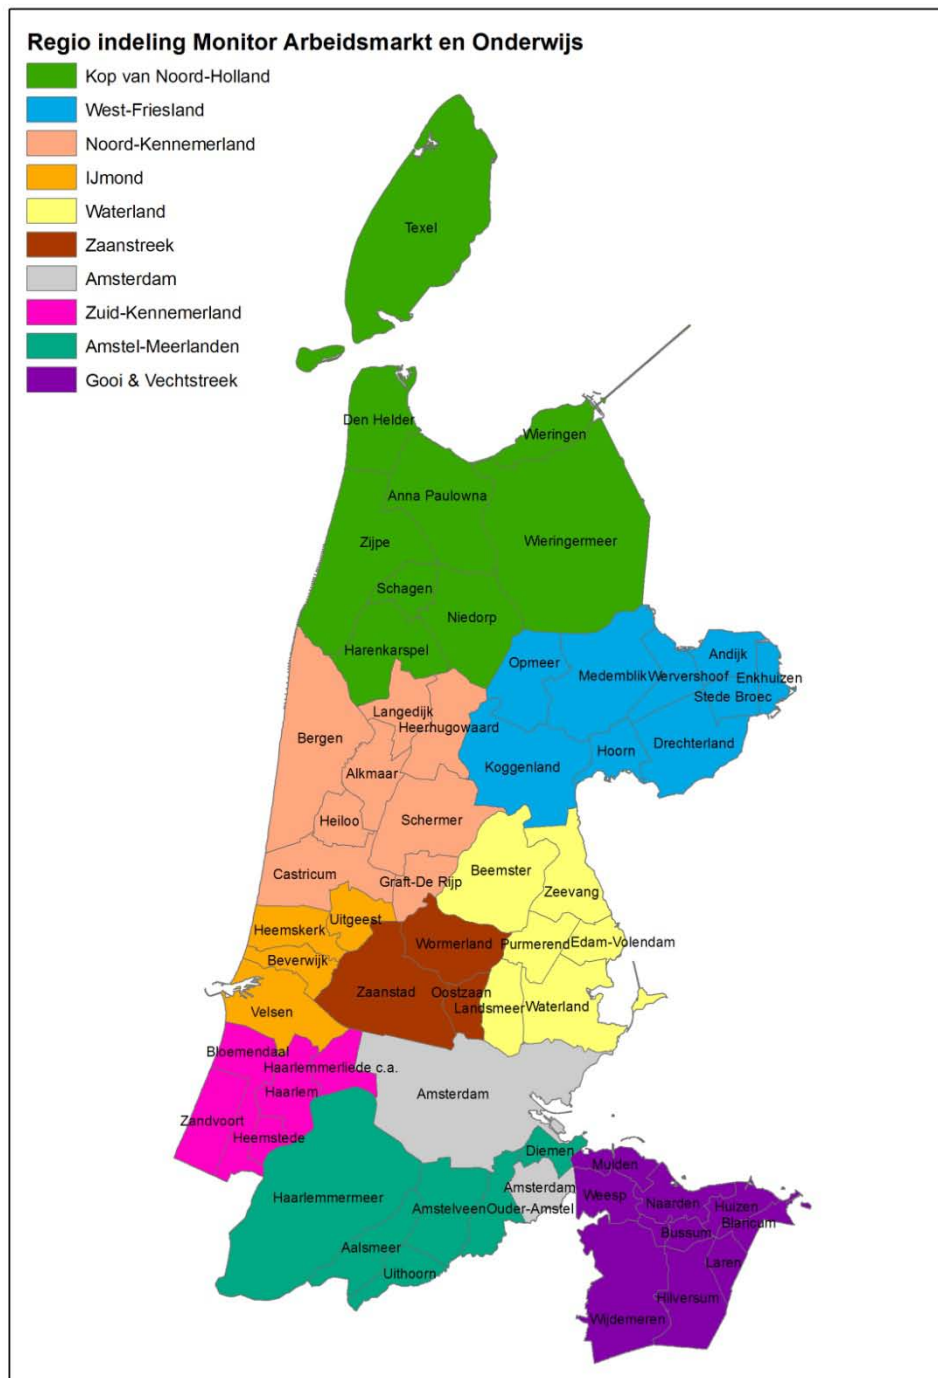 Regio indeling Monitor Arbeidsmarkt en Onderwijs
Kop van Noord-Holland
West-Friesland
Noord-Kennemerland
IJmond
Waterland
Zaanstreek
Amsterdam
Zuid-Kennemerland
Amstel-Meerlanden
Gooi & Vechtstreek
Texel
Den Helder
Wieringen
Anna Paulowna
Wieringermeer
Zijpe
Schagen
Niedorp
Harenkarspel
Opmeer
Medemblik
Wervershoof
Andijk
Enkhuizen
Stede Broec
Langedijk
Heerhugowaard
Bergen
Drechterland
Hoorn
Koggenland
Alkmaar
Heiloo
Schermer
Castricum
Graft-De Rijp
Beemster
Zeevang
Uitgeest
Heemskerk
Wormerland
Purmerend
Edam-Volendam
Beverwijk
Zaanstad
Oostzaan
Landsmeer
Waterland
Velsen
Bloemendaal
Haarlemmerliede c.a.
Haarlem
Amsterdam
Zandvoort
Heemstede
Diemen
Muiden
Haarlemmermeer
Amstelveen
Amsterdam
Ouder-Amstel
Weesp
Naarden
Huizen
Blaricum
Bussum
Aalsmeer
Uithoorn
Laren
Hilversum
Wijdemeren